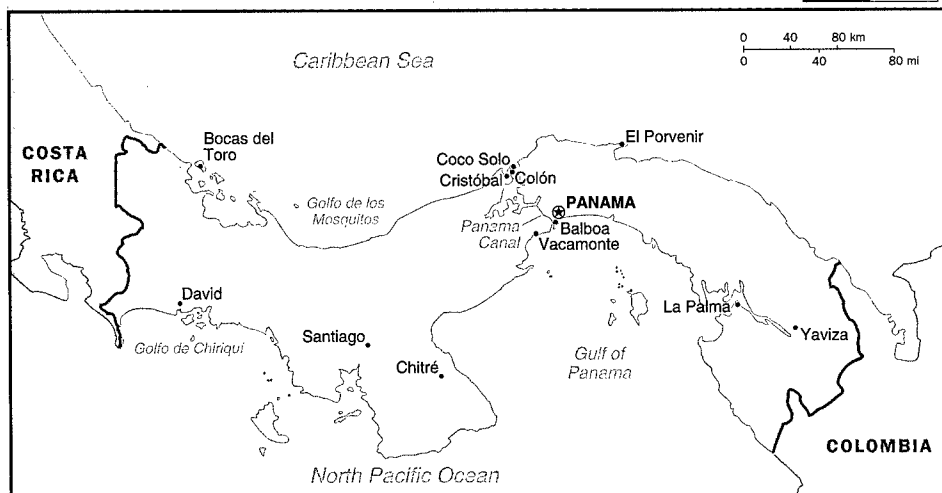 0 40 80 km
0 40 80 mi
Caribbean Sea
COSTA
RICA
Bocas del
Toro
El Porvenir
Coco Solo
Cristóbal
Colón
Golfo de los
Mosquitos
PANAMA
Panama
Canal
Balboa
Vacamonte
David
La Palma
Golfo de Chiriquí
Santiago
Yaviza
Chitré
Gulf of
Panama
COLOMBIA
North Pacific Ocean